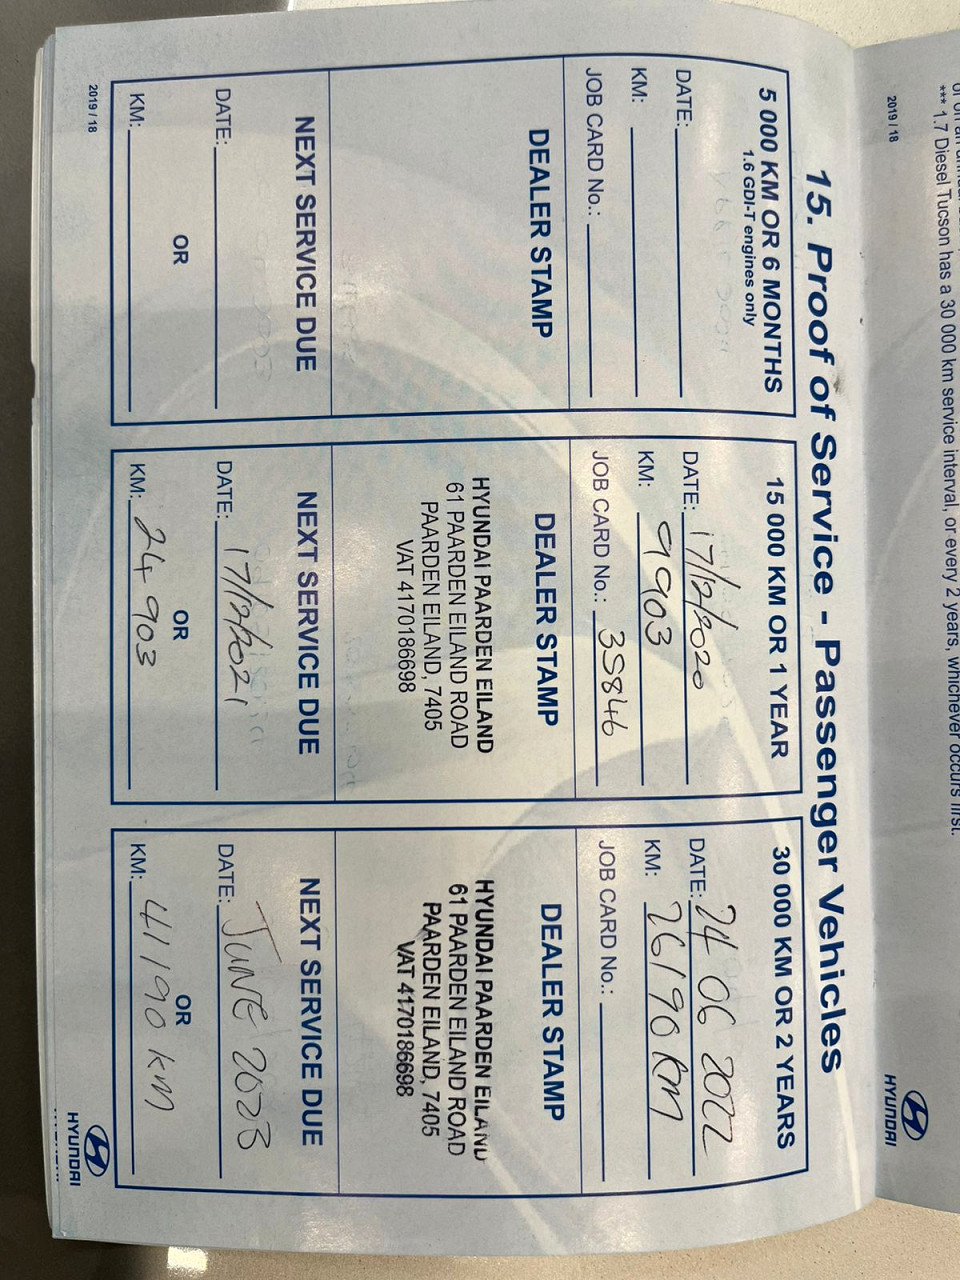 or on an annual
*** 1.7 Diesel Tucson has a 30 000 km service interval, or every 2 years, whichever occurs first.
2019 / 18
HYUNDAI
15. Proof of Service - Passenger Vehicles
5 000 KM OR 6 MONTHS
1.6 GDI-T engines only
DATE:
KM:
JOB CARD No.:
DEALER STAMP
NEXT SERVICE DUE
DATE:
OR
KM:
15 000 KM OR 1 YEAR
DATE: 17/12/2020
KM: 9903
JOB CARD No.: 35846
DEALER STAMP
HYUNDAI PAARDEN EILAND
61 PAARDEN EILAND ROAD
PAARDEN EILAND, 7405
VAT 4170186698
NEXT SERVICE DUE
DATE: 17/12/2021
OR
KM: 24 903
30 000 KM OR 2 YEARS
DATE: 24 06 2022
KM: 26190 KM
JOB CARD No.:
DEALER STAMP
HYUNDAI PAARDEN EILAND
61 PAARDEN EILAND ROAD
PAARDEN EILAND, 7405
VAT 4170186698
NEXT SERVICE DUE
DATE: JUNE 2023
OR
KM: 41190 km
2019 / 18
HYUNDAI